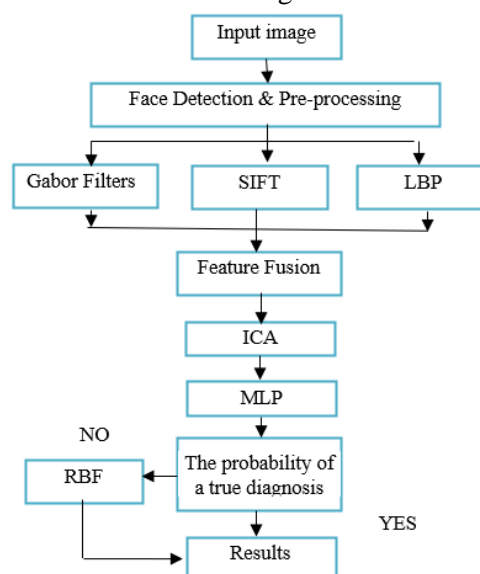 Input image
Face Detection & Pre-processing
Gabor Filters
SIFT
LBP
Feature Fusion
ICA
MLP
NO
The probability of
a true diagnosis
RBF
YES
Results